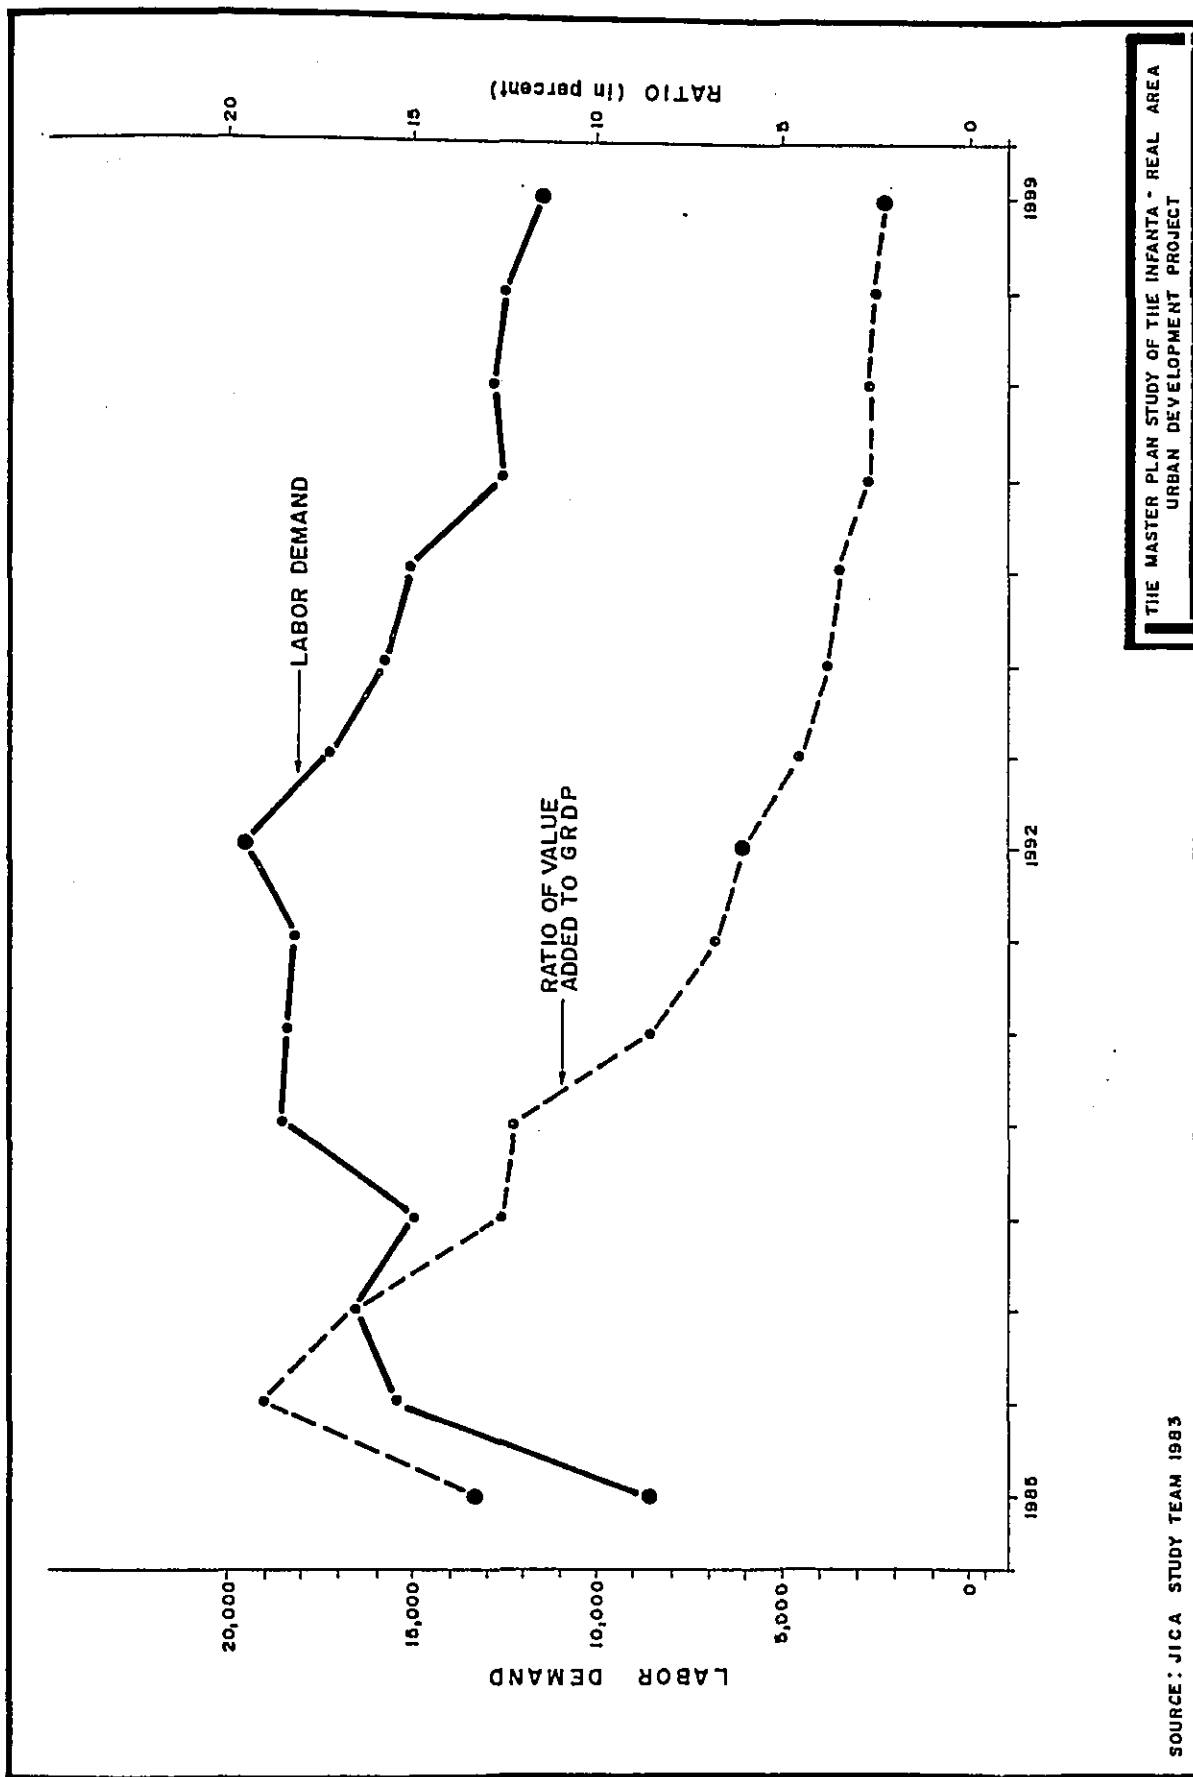 LABOR DEMAND
20,000
15,000
10,000
5,000
0
LABOR DEMAND
RATIO OF VALUE
ADDED TO GRDP
RATIO (in percent)
20
15
10
5
0
1985
1992
1999
SOURCE: JICA STUDY TEAM 1983
THE MASTER PLAN STUDY OF THE INFANTA - REAL AREA
URBAN DEVELOPMENT PROJECT